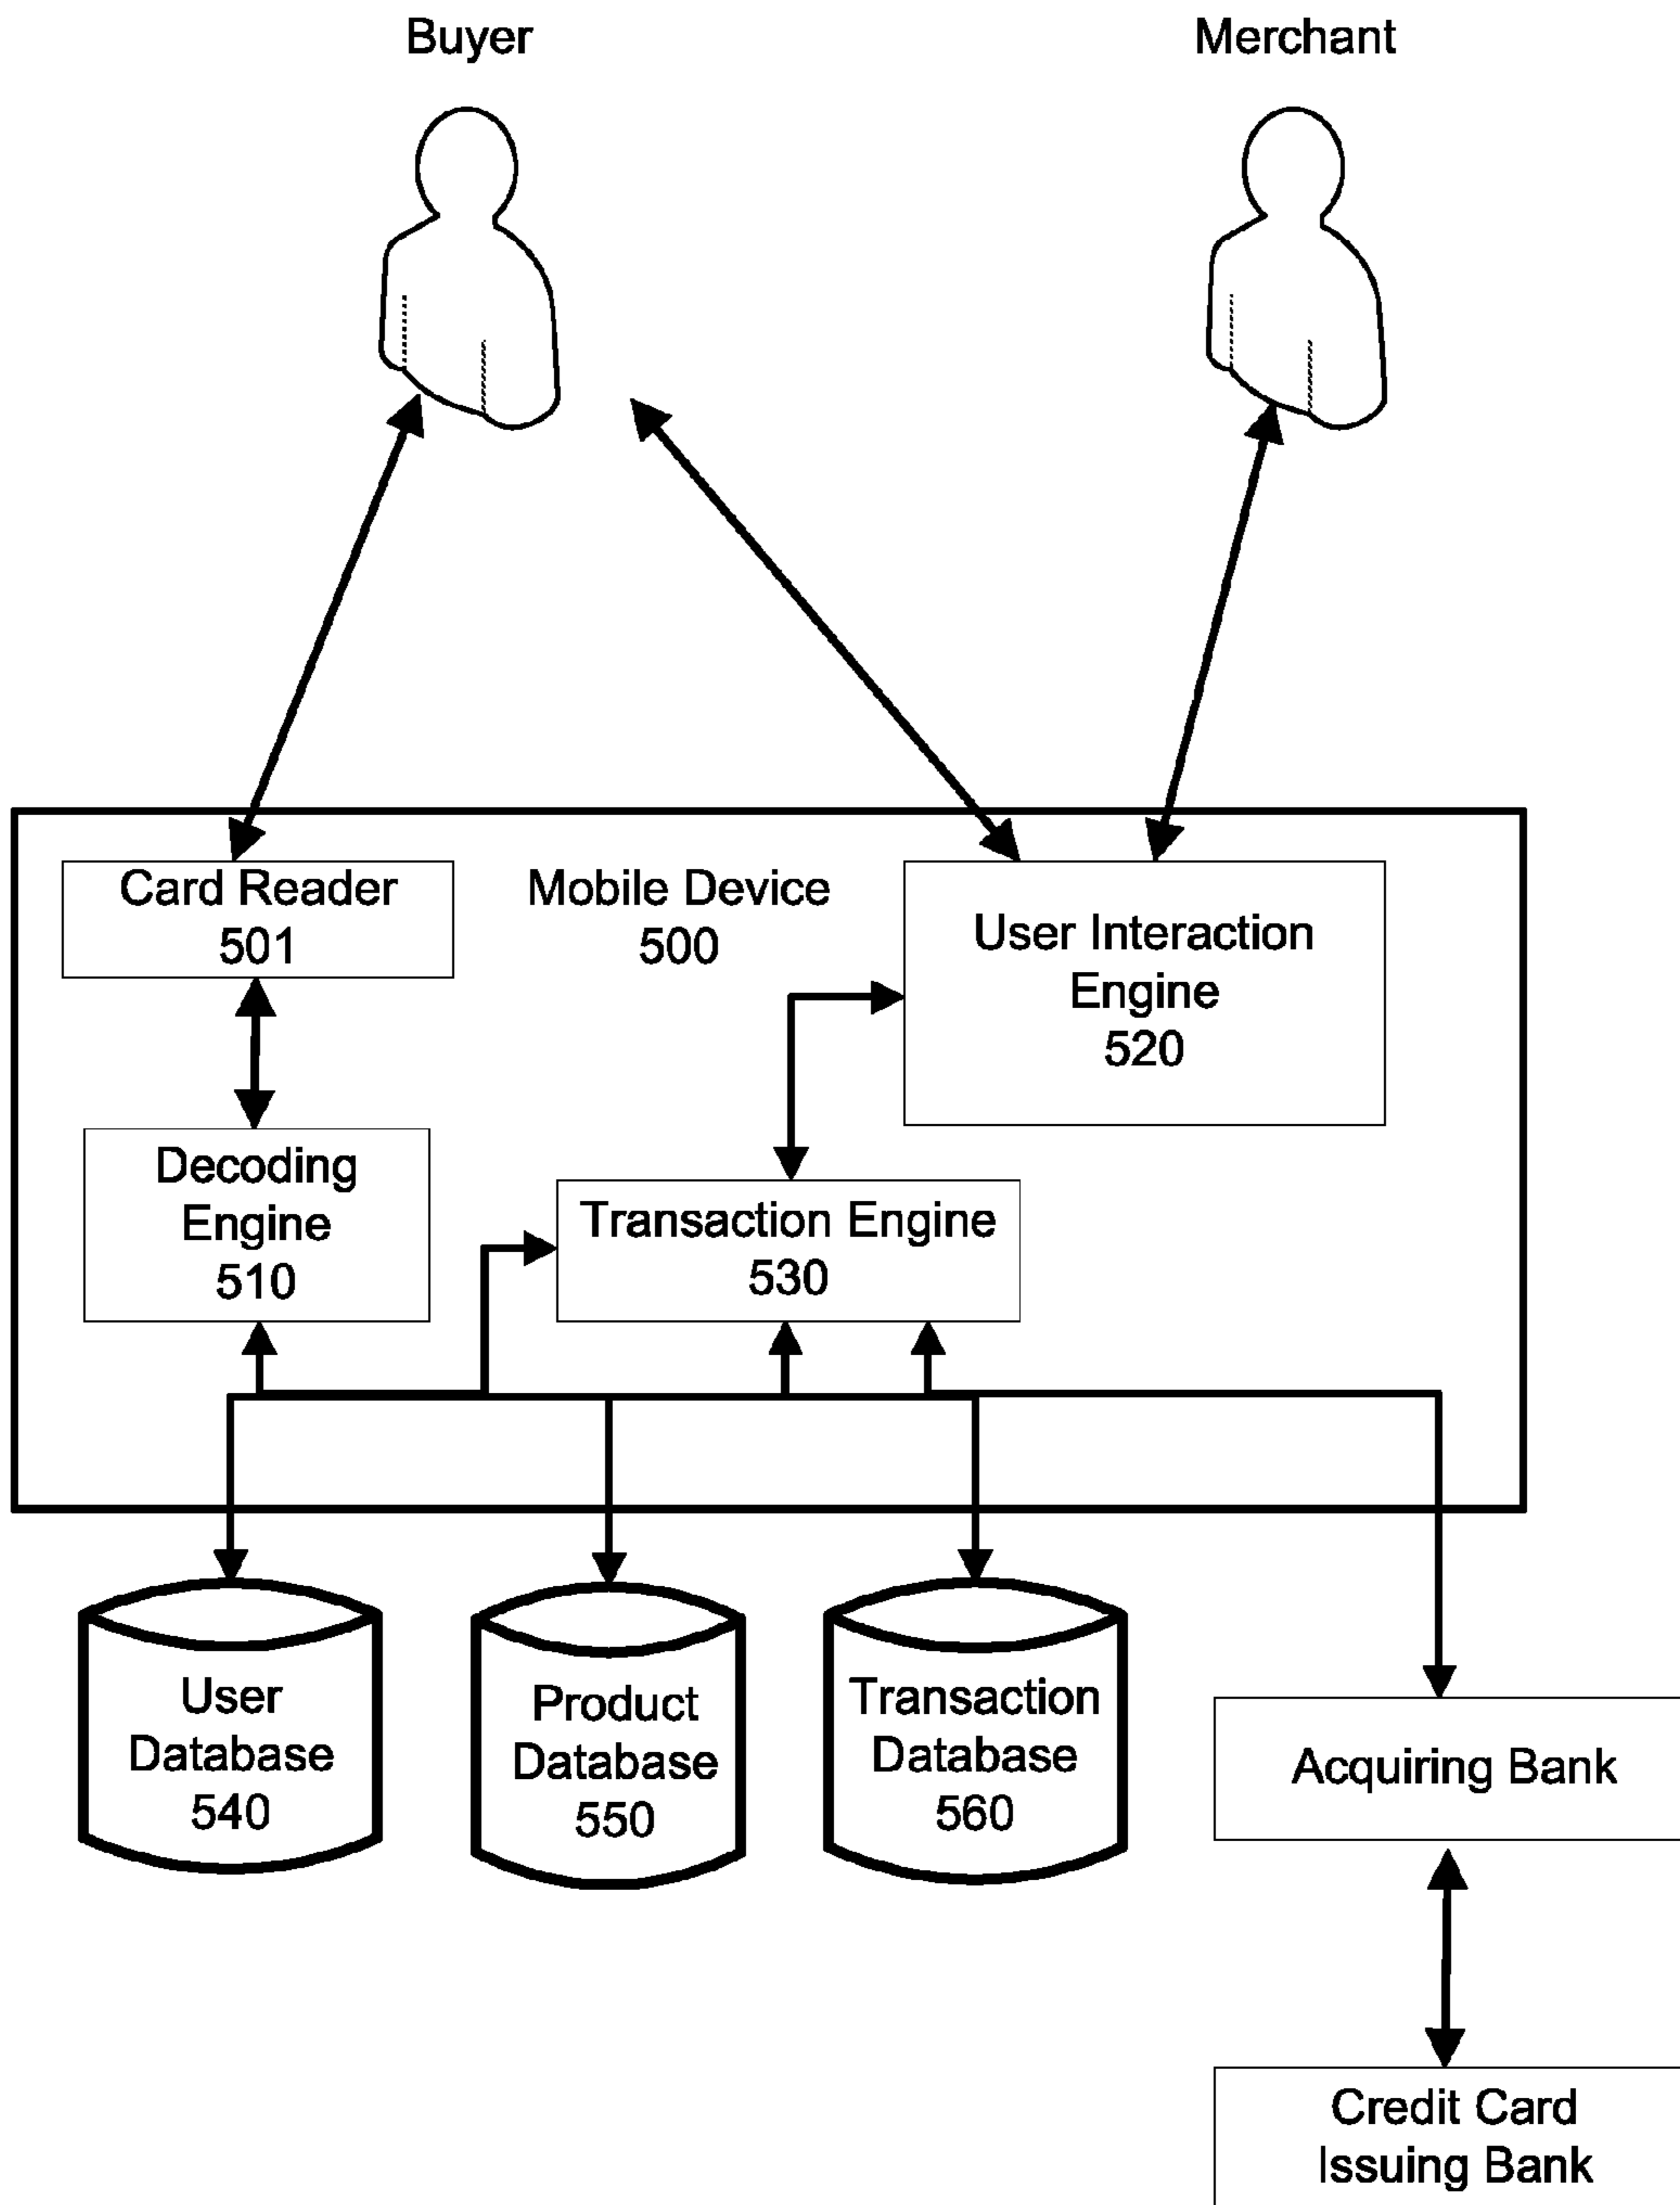 Buyer
Merchant
Card Reader
501
Mobile Device
500
User Interaction
Engine
520
Decoding
Engine
510
Transaction Engine
530
User
Database
540
Product
Database
550
Transaction
Database
560
Acquiring Bank
Credit Card
Issuing Bank